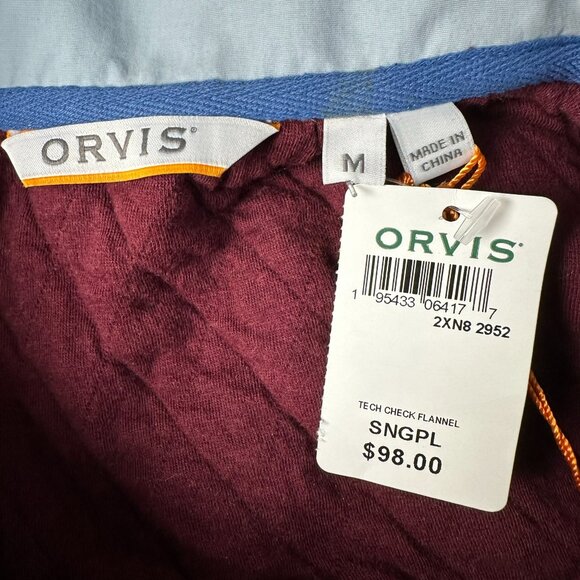 ORVIS®
M
MADE IN
CHINA
ORVIS®
1 95433 06417 7
2XN8 2952
TECH CHECK FLANNEL
SNGPL
$98.00